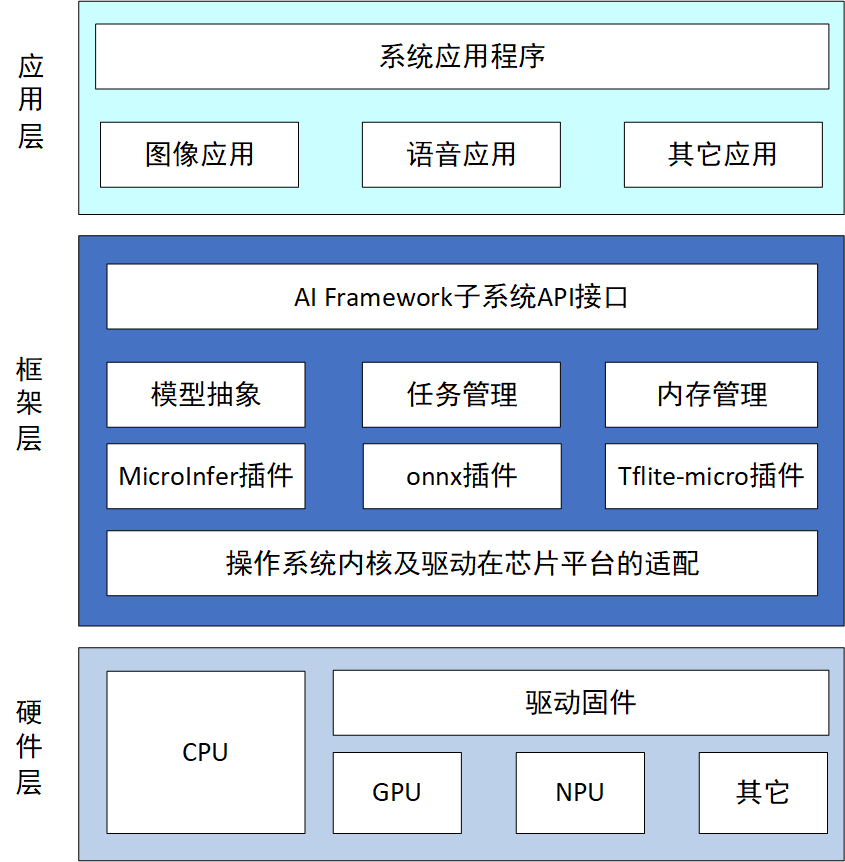 应用层
系统应用程序
图像应用
语音应用
其它应用
框架层
AI Framework子系统API接口
模型抽象
任务管理
内存管理
MicroInfer插件
onnx插件
Tflite-micro插件
操作系统内核及驱动在芯片平台的适配
硬件层
CPU
驱动固件
GPU
NPU
其它